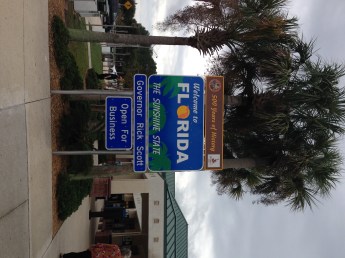 500 Years of History
Welcome to
FLORIDA
THE SUNSHINE STATE
Governor Rick Scott
Open For
Business